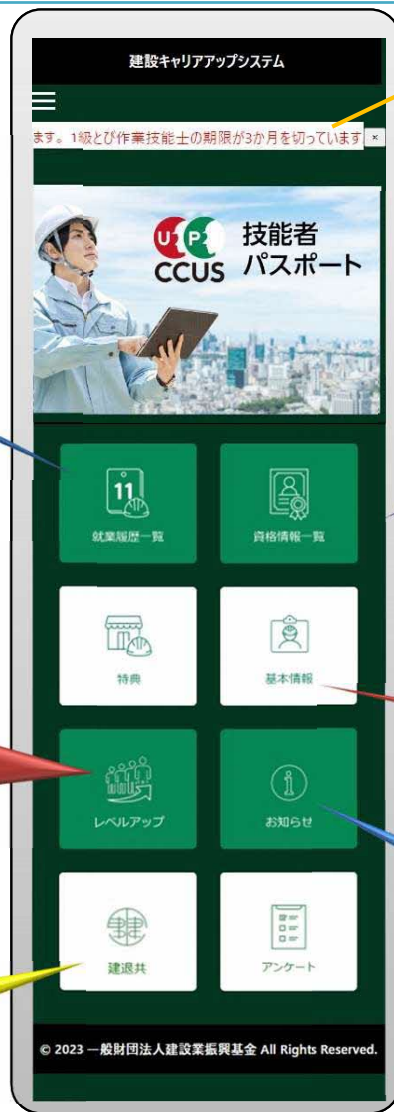 建設キャリアアップシステム
ます。1級とび作業技能士の期限が3か月を切っています
×
UP
CCUS
技能者
パスポート
11
就業履歴一覧
資格情報一覧
特典
基本情報
レベルアップ
お知らせ
建退共
アンケート
© 2023 一般財団法人建設業振興基金 All Rights Reserved.